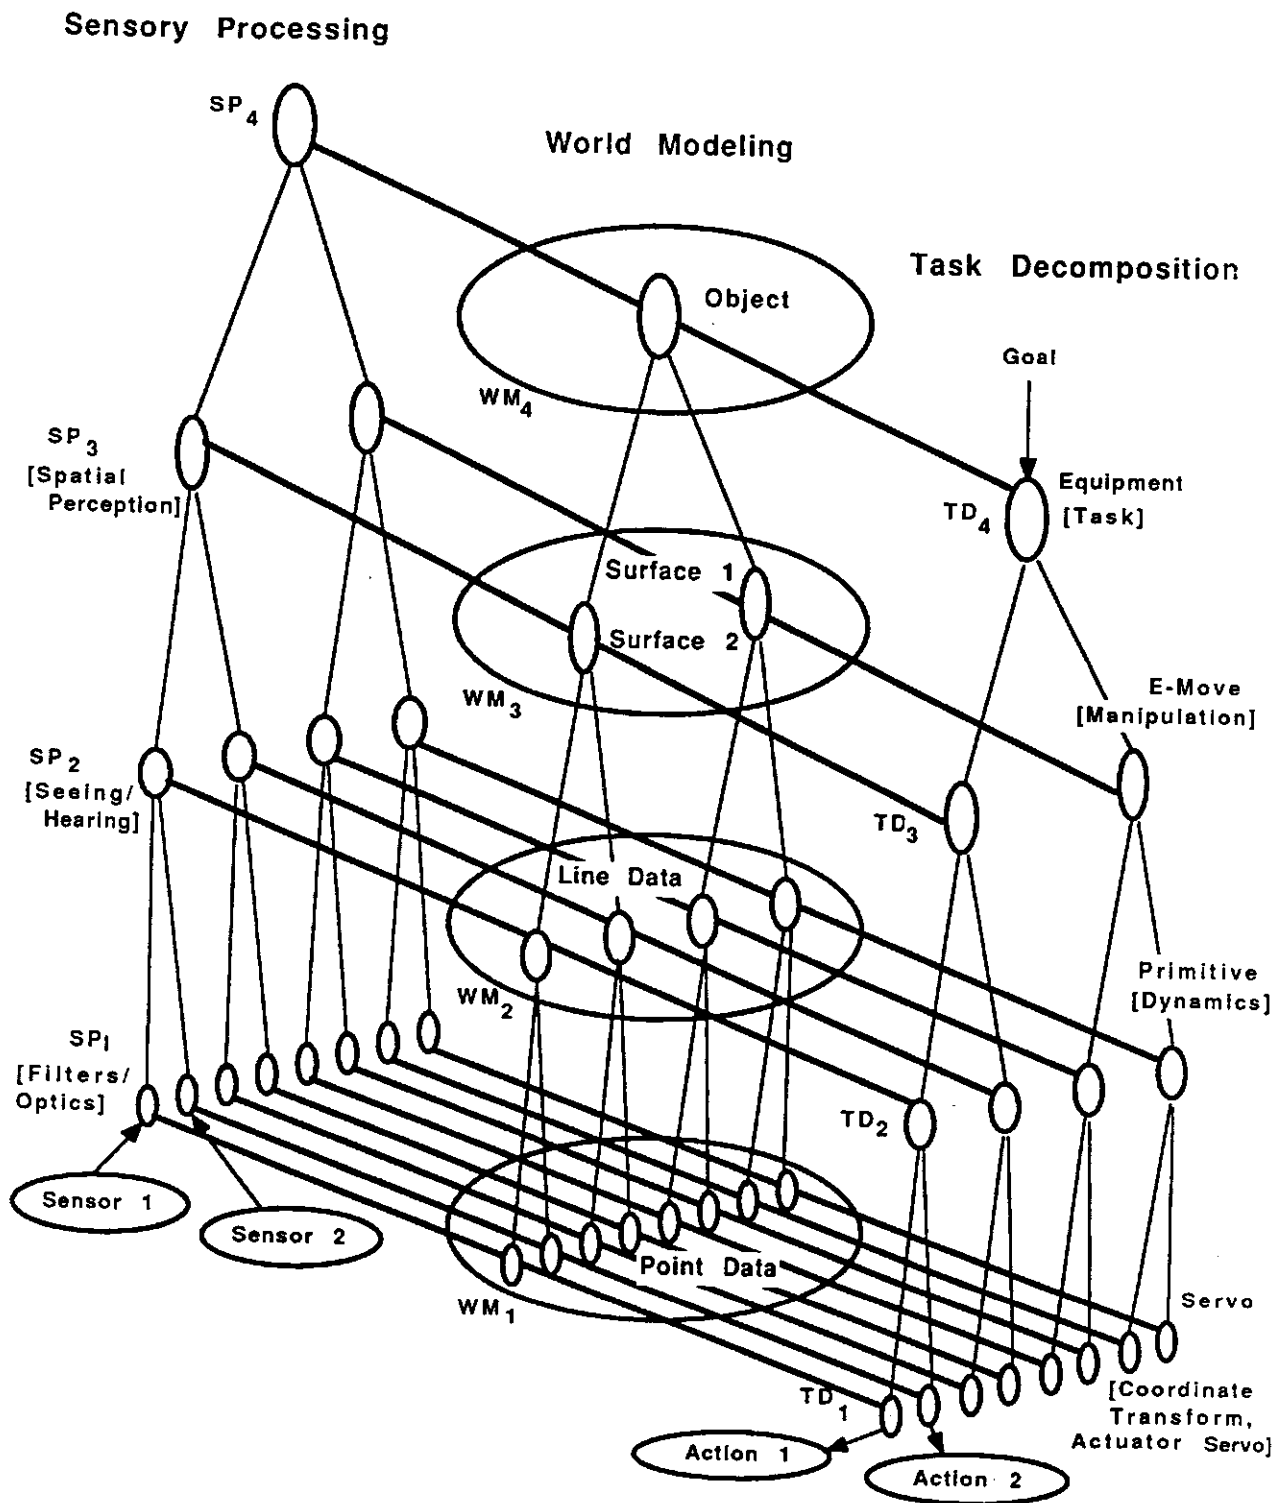 Sensory Processing
SP4
World Modeling
Task Decomposition
Object
Goal
WM4
SP3
[Spatial
Perception]
Equipment
[Task]
TD4
Surface 1
Surface 2
WM3
E-Move
[Manipulation]
SP2
[Seeing/
Hearing]
TD3
Line Data
Primitive
[Dynamics]
WM2
SP1
[Filters/
Optics]
TD2
Sensor 1
Sensor 2
Point Data
WM1
Servo
TD1
[Coordinate
Transform,
Actuator Servo]
Action 1
Action 2